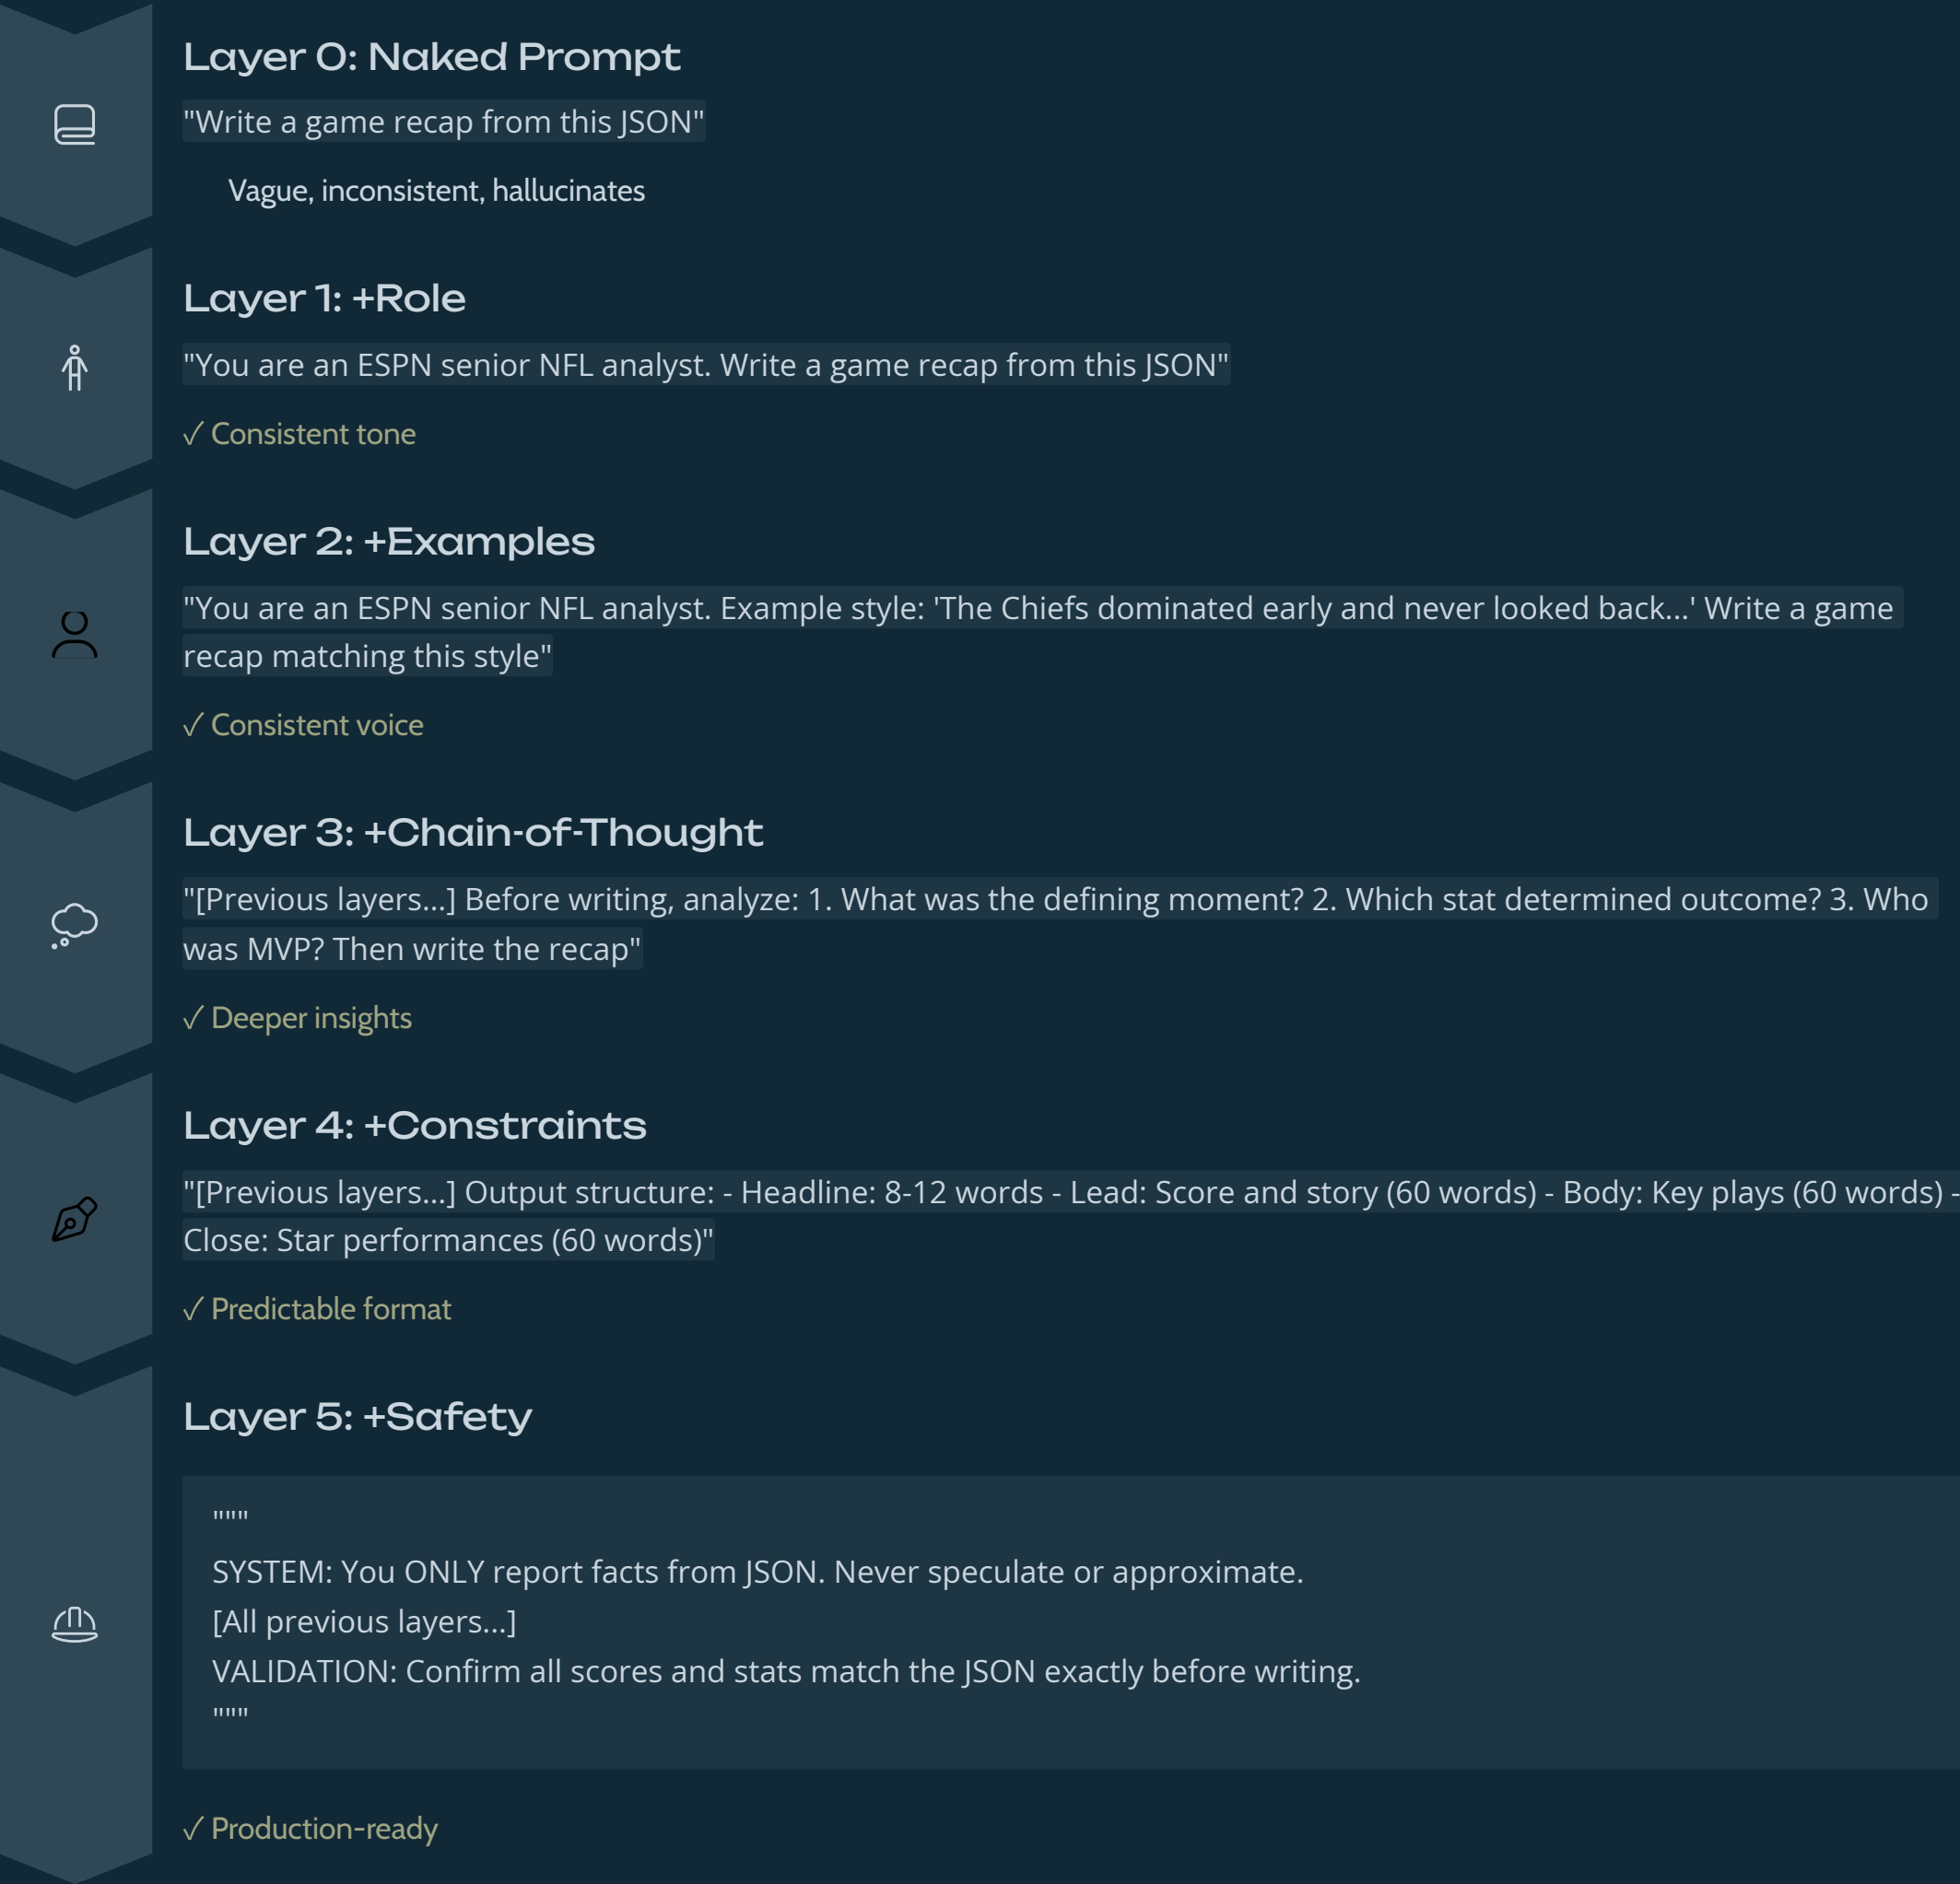 Layer 0: Naked Prompt
"Write a game recap from this JSON"
Vague, inconsistent, hallucinates
Layer 1: +Role
"You are an ESPN senior NFL analyst. Write a game recap from this JSON"
✓ Consistent tone
Layer 2: +Examples
"You are an ESPN senior NFL analyst. Example style: 'The Chiefs dominated early and never looked back...' Write a game
recap matching this style"
✓ Consistent voice
Layer 3: +Chain-of-Thought
"[Previous layers...] Before writing, analyze: 1. What was the defining moment? 2. Which stat determined outcome? 3. Who
was MVP? Then write the recap"
✓ Deeper insights
Layer 4: +Constraints
"[Previous layers...] Output structure: - Headline: 8-12 words - Lead: Score and story (60 words) - Body: Key plays (60 words) -
Close: Star performances (60 words)"
✓ Predictable format
Layer 5: +Safety
"""
SYSTEM: You ONLY report facts from JSON. Never speculate or approximate.
[All previous layers...]
VALIDATION: Confirm all scores and stats match the JSON exactly before writing.
"""
✓ Production-ready